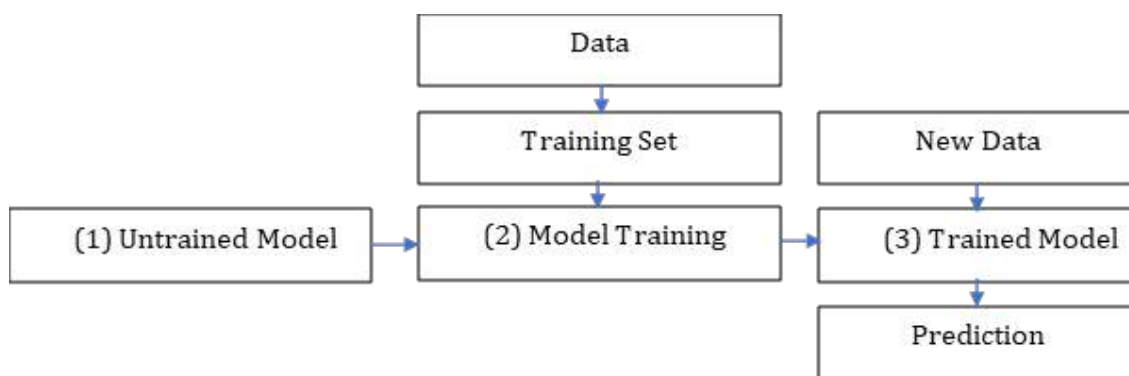 Data
Training Set
New Data
(1) Untrained Model
(2) Model Training
(3) Trained Model
Prediction